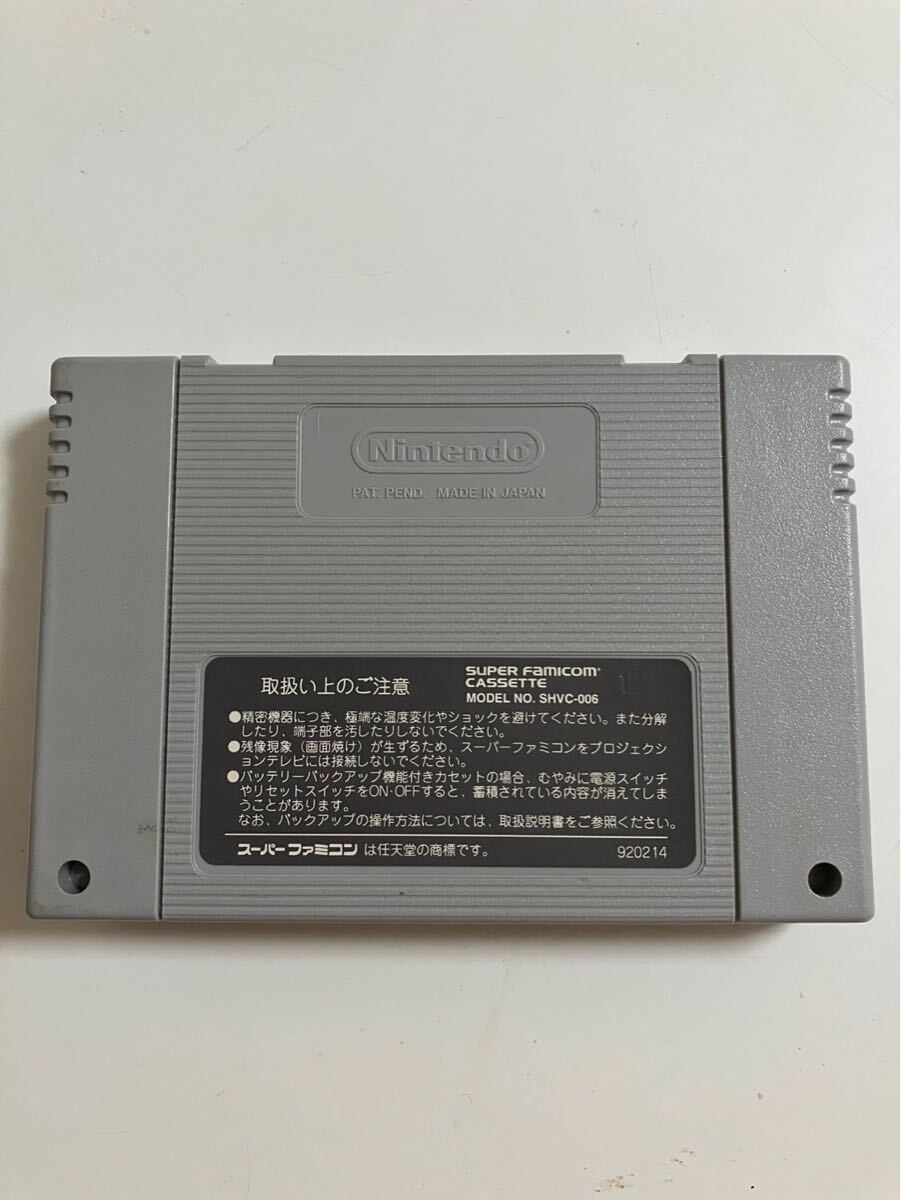 Nintendo
PAT. PEND. MADE IN JAPAN
取扱い上のご注意
SUPER FAMICOM
CASSETTE
MODEL NO. SHVC-006
●精密機器につき、極端な温度変化やショックを避けてください。また分解
したり、端子部を汚したりしないでください。
●残像現象（画面焼け）が生ずるため、スーパーファミコンをプロジェクシ
ョンテレビには接続しないでください。
●バッテリーバックアップ機能付きカセットの場合、むやみに電源スイッチ
やリセットスイッチをON・OFFすると、蓄積されている内容が消えてしま
うことがあります。
なお、バックアップの操作方法については、取扱説明書をご参照ください。
スーパーファミコン は任天堂の商標です。
920214